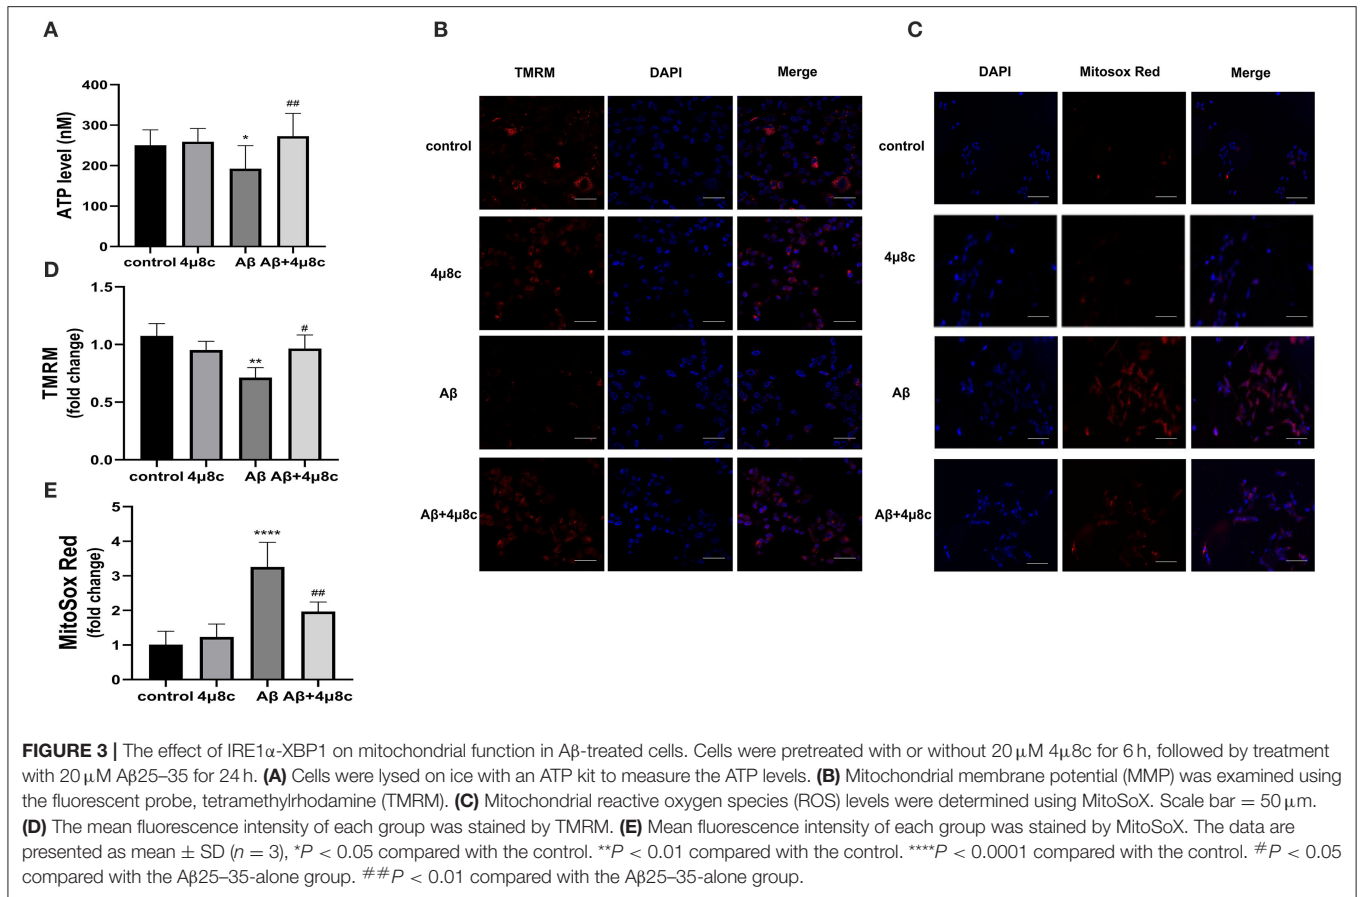 A
ATP level (nM)
400
300
200
100
0
*
##
control 4μ8c Aβ Aβ+4μ8c
D
TMRM
(fold change)
1.5
1.0
0.5
0.0
**
#
control 4μ8c Aβ Aβ+4μ8c
E
MitoSox Red
(fold change)
5
4
3
2
1
0
****
##
control 4μ8c Aβ Aβ+4μ8c
B
TMRM DAPI Merge
control
4μ8c
Aβ
Aβ+4μ8c
C
DAPI Mitosox Red Merge
control
4μ8c
Aβ
Aβ+4μ8c
FIGURE 3 | The effect of IRE1α-XBP1 on mitochondrial function in Aβ-treated cells. Cells were pretreated with or without 20 μM 4μ8c for 6 h, followed by treatment
with 20 μM Aβ25–35 for 24 h. (A) Cells were lysed on ice with an ATP kit to measure the ATP levels. (B) Mitochondrial membrane potential (MMP) was examined using
the fluorescent probe, tetramethylrhodamine (TMRM). (C) Mitochondrial reactive oxygen species (ROS) levels were determined using MitoSoX. Scale bar = 50 μm.
(D) The mean fluorescence intensity of each group was stained by TMRM. (E) Mean fluorescence intensity of each group was stained by MitoSoX. The data are
presented as mean ± SD (n = 3), *P < 0.05 compared with the control. **P < 0.01 compared with the control. ****P < 0.0001 compared with the control. #P < 0.05
compared with the Aβ25–35-alone group. ##P < 0.01 compared with the Aβ25–35-alone group.